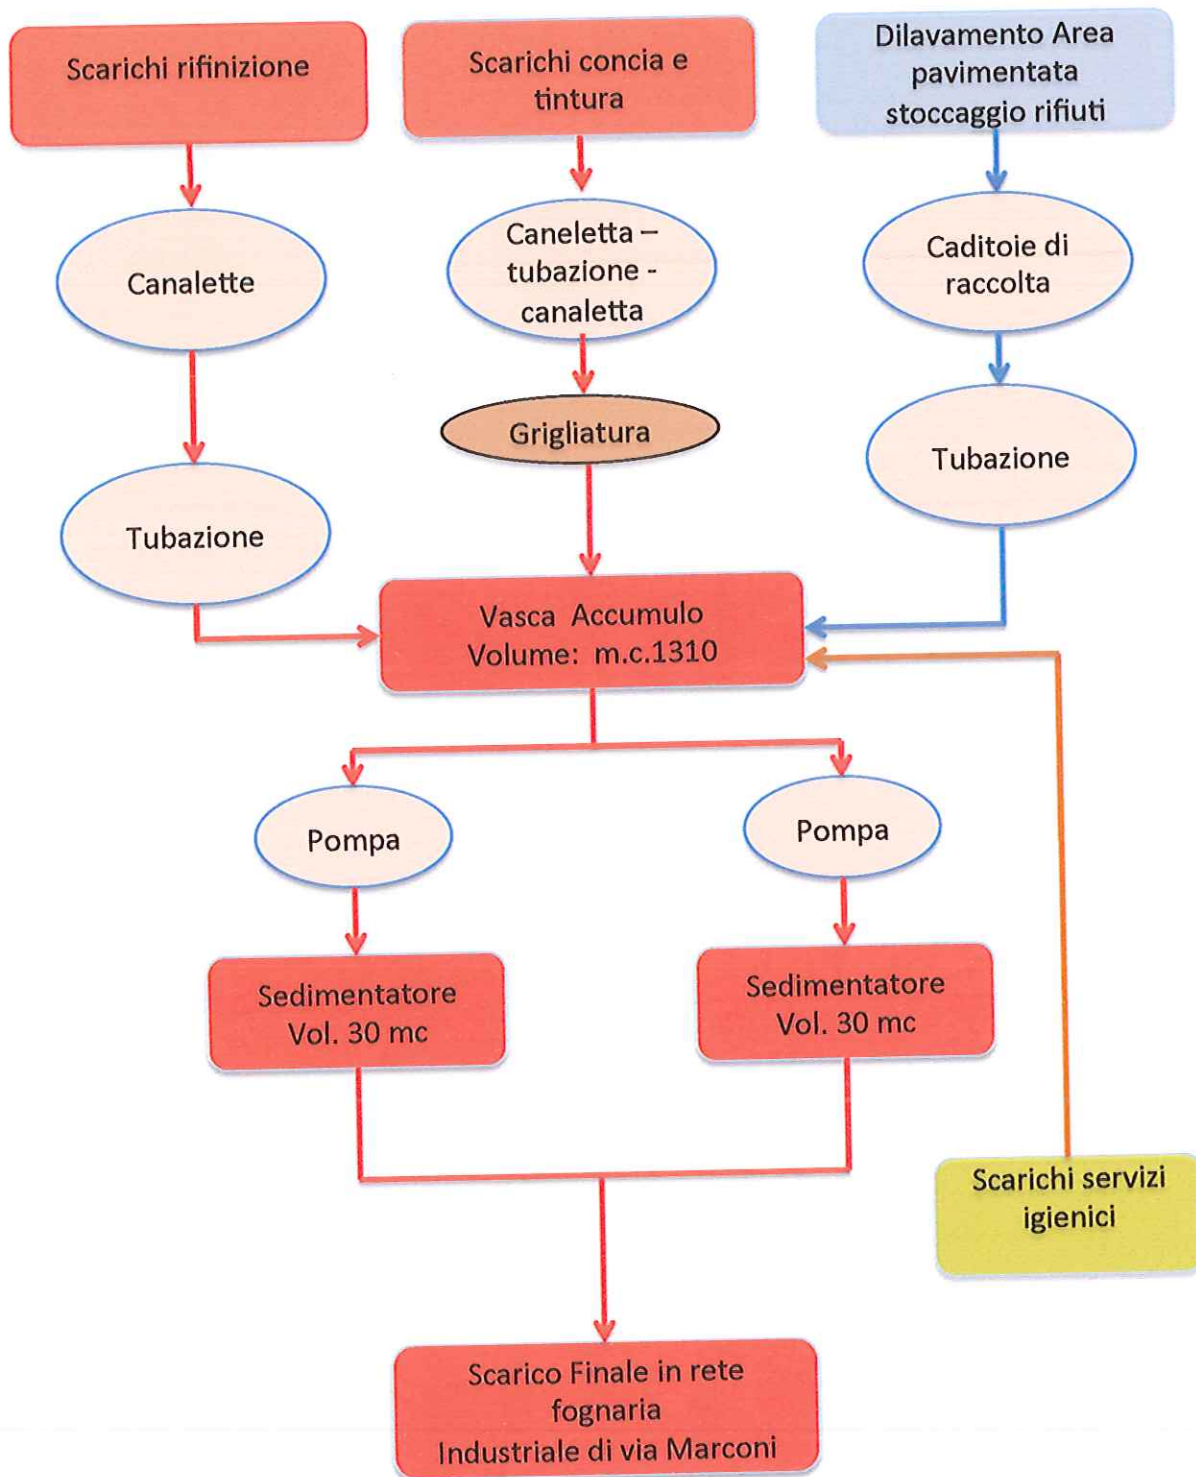 Scarichi rifinizione
Scarichi concia e
tintura
Dilavamento Area
pavimentata
stoccaggio rifiuti
Canalette
Caneletta –
tubazione -
canaletta
Caditoie di
raccolta
Grigliatura
Tubazione
Tubazione
Vasca Accumulo
Volume: m.c.1310
Pompa
Pompa
Sedimentatore
Vol. 30 mc
Sedimentatore
Vol. 30 mc
Scarichi servizi
igienici
Scarico Finale in rete
fognaria
Industriale di via Marconi